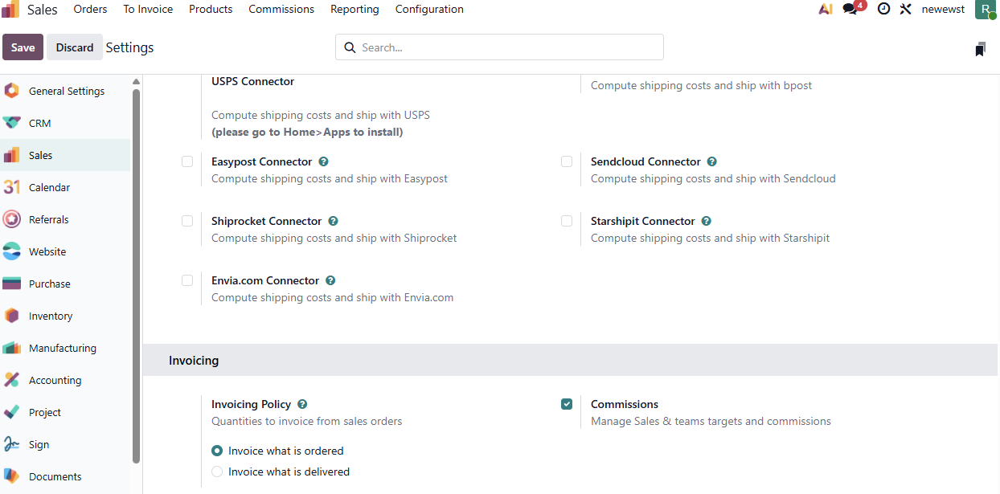 Sales Orders To Invoice Products Commissions Reporting Configuration AI 4 newewst R
Save Discard Settings Search...
General Settings
CRM
Sales
31 Calendar
Referrals
Website
Purchase
Inventory
Manufacturing
Accounting
Project
Sign
Documents
USPS Connector
Compute shipping costs and ship with USPS
(please go to Home>Apps to install)
Compute shipping costs and ship with bpost
Easypost Connector ?
Compute shipping costs and ship with Easypost
Sendcloud Connector ?
Compute shipping costs and ship with Sendcloud
Shiprocket Connector ?
Compute shipping costs and ship with Shiprocket
Starshipit Connector ?
Compute shipping costs and ship with Starshipit
Envia.com Connector ?
Compute shipping costs and ship with Envia.com
Invoicing
Invoicing Policy ?
Quantities to invoice from sales orders
Invoice what is ordered
Invoice what is delivered
Commissions
Manage Sales & teams targets and commissions